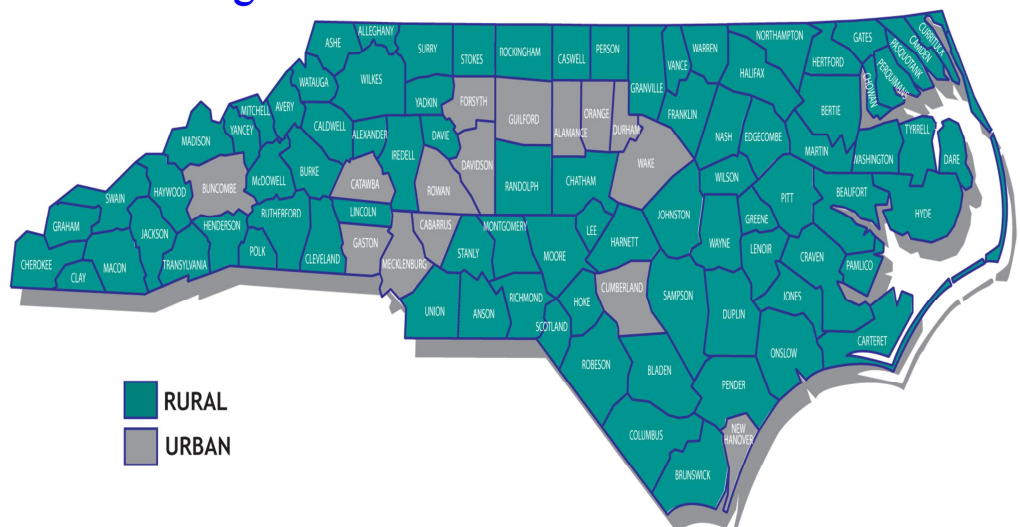 ALLEGHANY
ASHE
SURRY
STOKES
ROCKINGHAM
CASWELL
PERSON
GRANVILLE
VANCE
WARREN
NORTHAMPTON
HALIFAX
HERTFORD
GATES
CURRITUCK
CAMDEN
PASQUOTANK
PERQUIMANS
CHOWAN
BERTIE
WATAUGA
WILKES
YADKIN
FORSYTH
GUILFORD
ALAMANCE
ORANGE
DURHAM
FRANKLIN
NASH
EDGECOMBE
MARTIN
WASHINGTON
TYRRELL
DARE
MITCHELL
AVERY
YANCEY
MADISON
CALDWELL
ALEXANDER
IREDELL
DAVIE
DAVIDSON
RANDOLPH
CHATHAM
WAKE
WILSON
PITT
BEAUFORT
HYDE
SWAIN
HAYWOOD
BUNCOMBE
McDOWELL
BURKE
CATAWBA
ROWAN
JOHNSTON
GREENE
GRAHAM
JACKSON
HENDERSON
RUTHERFORD
LINCOLN
CABARRUS
MONTGOMERY
LEE
HARNETT
WAYNE
LENOIR
CRAVEN
PAMLICO
CHEROKEE
CLAY
MACON
TRANSYLVANIA
POLK
CLEVELAND
GASTON
MECKLENBURG
STANLY
MOORE
CUMBERLAND
SAMPSON
DUPLIN
JONES
CARTERET
UNION
ANSON
RICHMOND
SCOTLAND
HOKE
ROBESON
BLADEN
PENDER
ONSLOW
COLUMBUS
BRUNSWICK
NEW
HANOVER
RURAL
URBAN